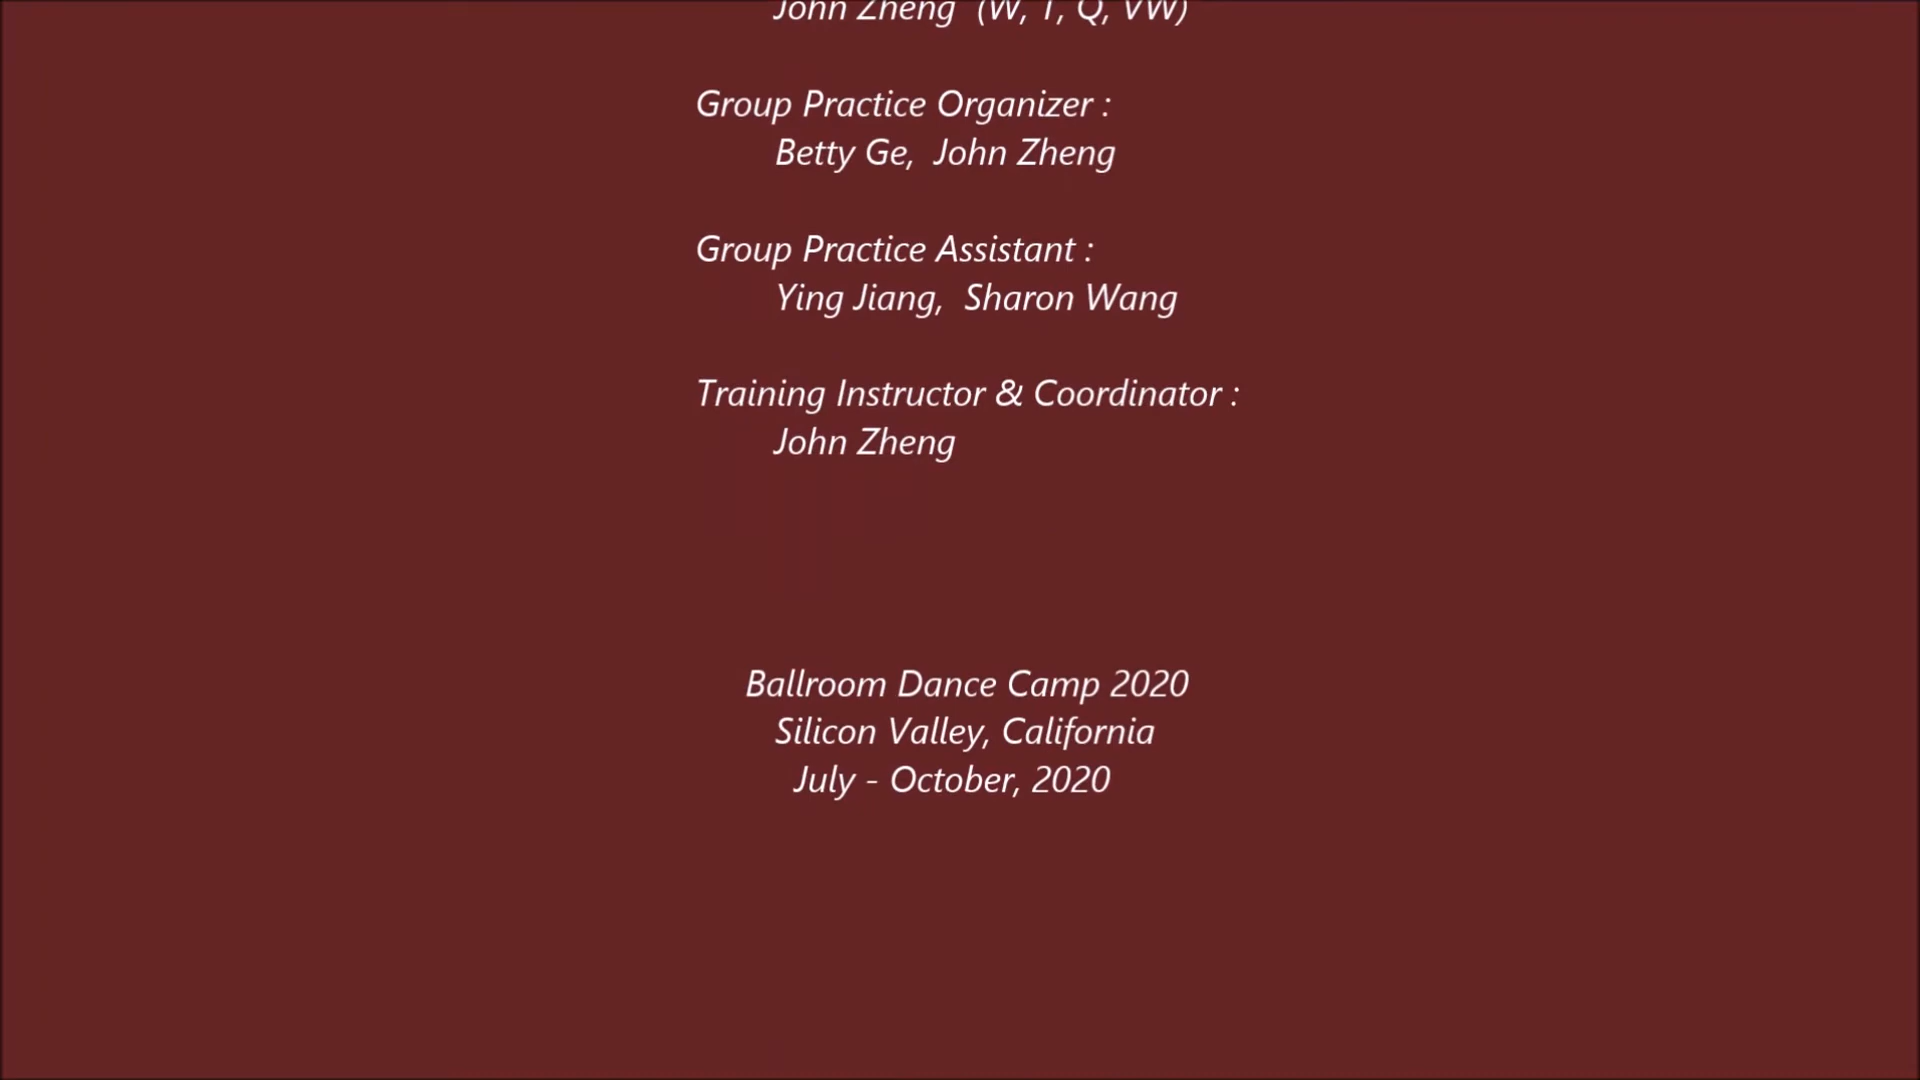 John Zheng (W, T, Q, VW)
Group Practice Organizer :
Betty Ge, John Zheng
Group Practice Assistant :
Ying Jiang, Sharon Wang
Training Instructor & Coordinator :
John Zheng
Ballroom Dance Camp 2020
Silicon Valley, California
July - October, 2020